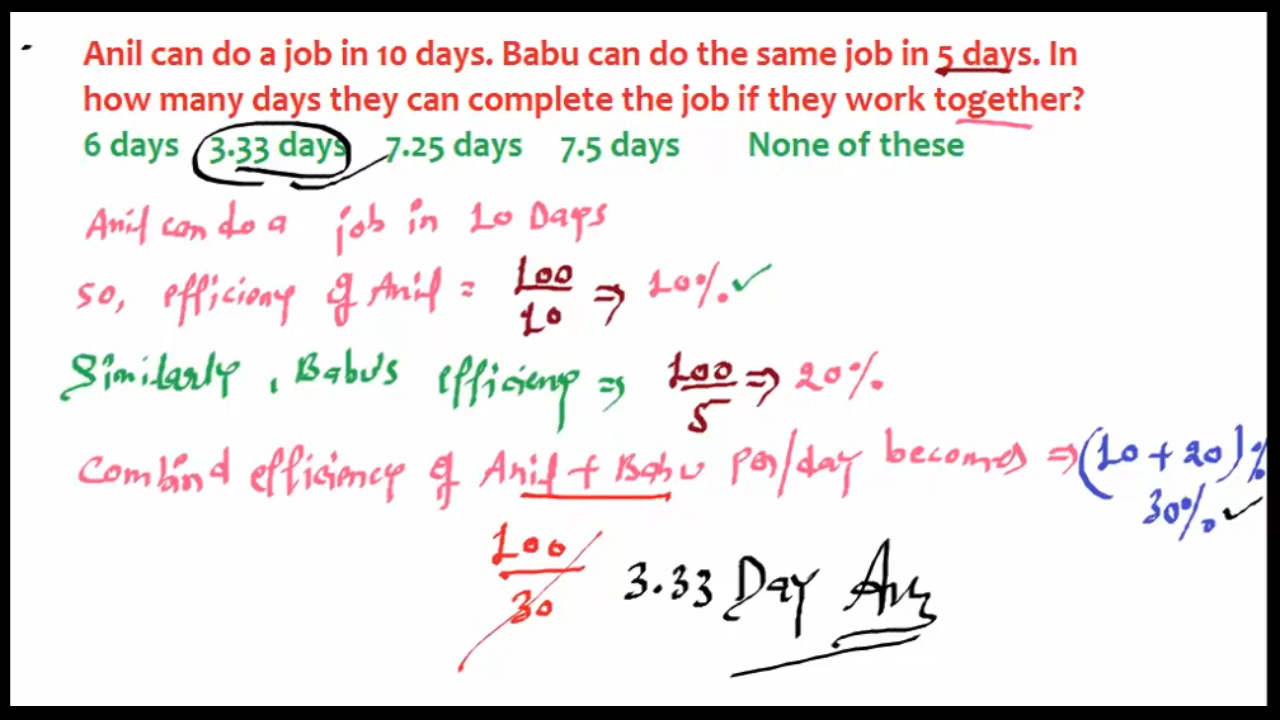 Anil can do a job in 10 days. Babu can do the same job in 5 days. In
how many days they can complete the job if they work together?
6 days 3.33 days 7.25 days 7.5 days None of these
Anil can do a job in 10 Days
so, efficieny of Anil = 100/10 ⇒ 10%. ✓
Similarly, Babu's efficieny ⇒ 100/5 ⇒ 20%.
Combind efficiency of Anil + Babu per/day becomes ⇒ (10 + 20)%
30%. ✓
100/30 3.33 Day Ans